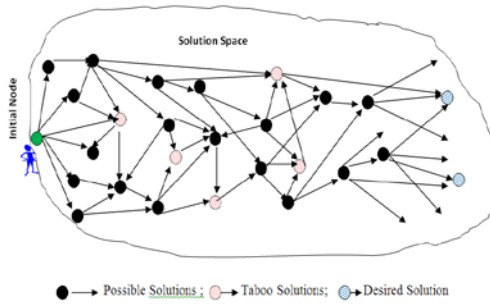 Solution Space
Initial Node
Possible Solutions ; Taboo Solutions; Desired Solution